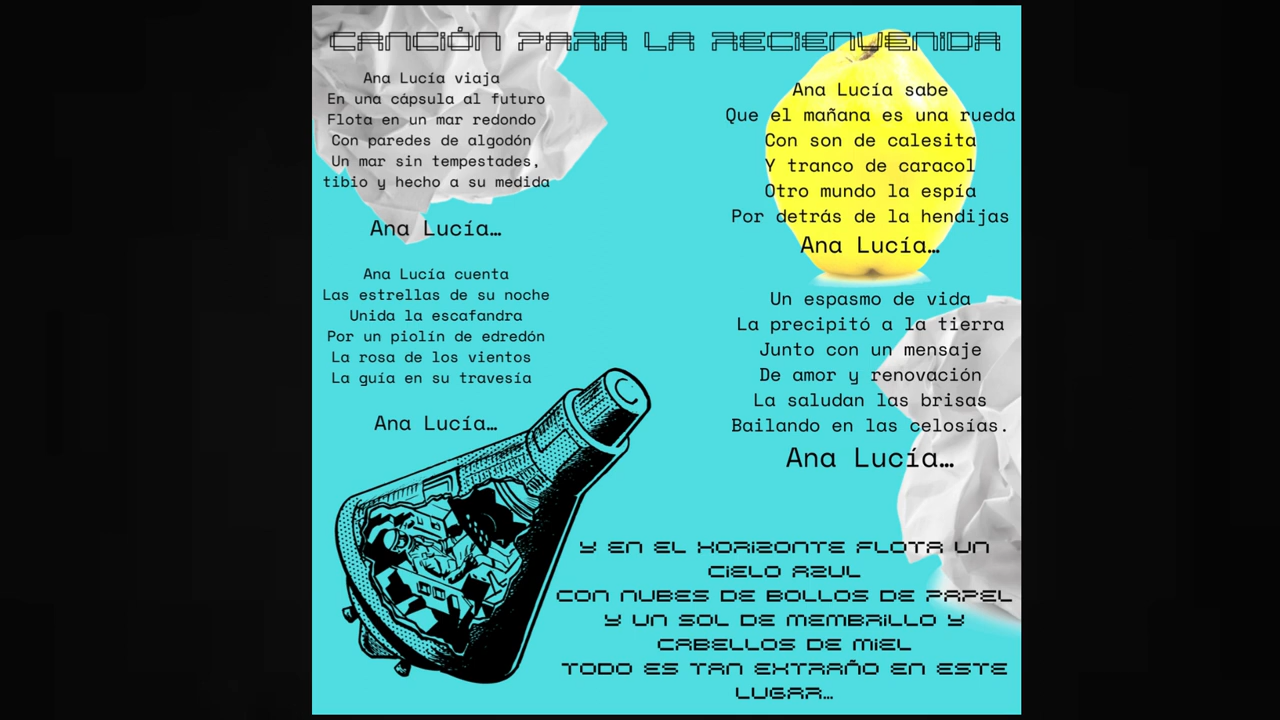 CANCIÓN PARA LA RECIENVENIDA
Ana Lucía viaja
En una cápsula al futuro
Flota en un mar redondo
Con paredes de algodón
Un mar sin tempestades,
tibio y hecho a su medida
Ana Lucía…
Ana Lucía cuenta
Las estrellas de su noche
Unida la escafandra
Por un piolín de edredón
La rosa de los vientos
La guía en su travesía
Ana Lucía…
Ana Lucía sabe
Que el mañana es una rueda
Con son de calesita
Y tranco de caracol
Otro mundo la espía
Por detrás de la hendijas
Ana Lucía…
Un espasmo de vida
La precipitó a la tierra
Junto con un mensaje
De amor y renovación
La saludan las brisas
Bailando en las celosías.
Ana Lucía…
Y EN EL HORIZONTE FLOTA UN
CIELO AZUL
CON NUBES DE BOLLOS DE PAPEL
Y UN SOL DE MEMBRILLO Y
CABELLOS DE MIEL
TODO ES TAN EXTRAÑO EN ESTE
LUGAR…